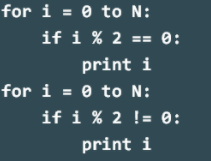 for i = 0 to N:
    if i % 2 == 0:
        print i
for i = 0 to N:
    if i % 2 != 0:
        print i